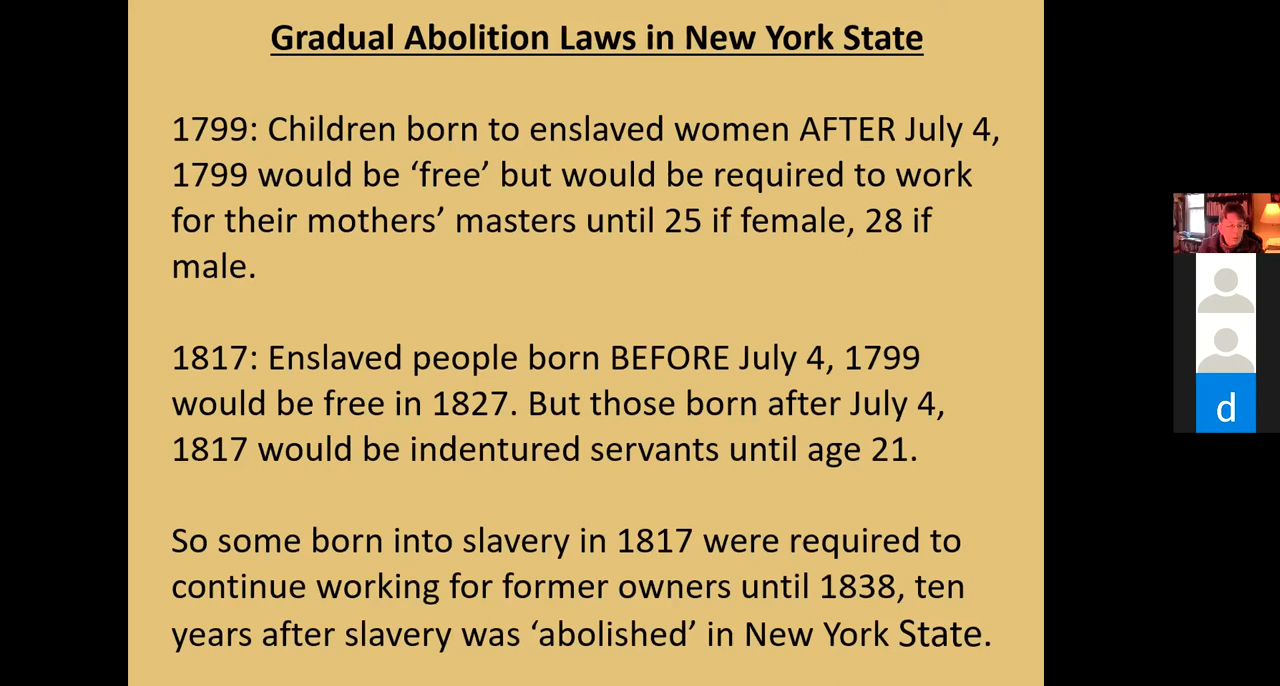 Gradual Abolition Laws in New York State
1799: Children born to enslaved women AFTER July 4,
1799 would be ‘free’ but would be required to work
for their mothers’ masters until 25 if female, 28 if
male.
1817: Enslaved people born BEFORE July 4, 1799
would be free in 1827. But those born after July 4,
1817 would be indentured servants until age 21.
So some born into slavery in 1817 were required to
continue working for former owners until 1838, ten
years after slavery was ‘abolished’ in New York State.
d